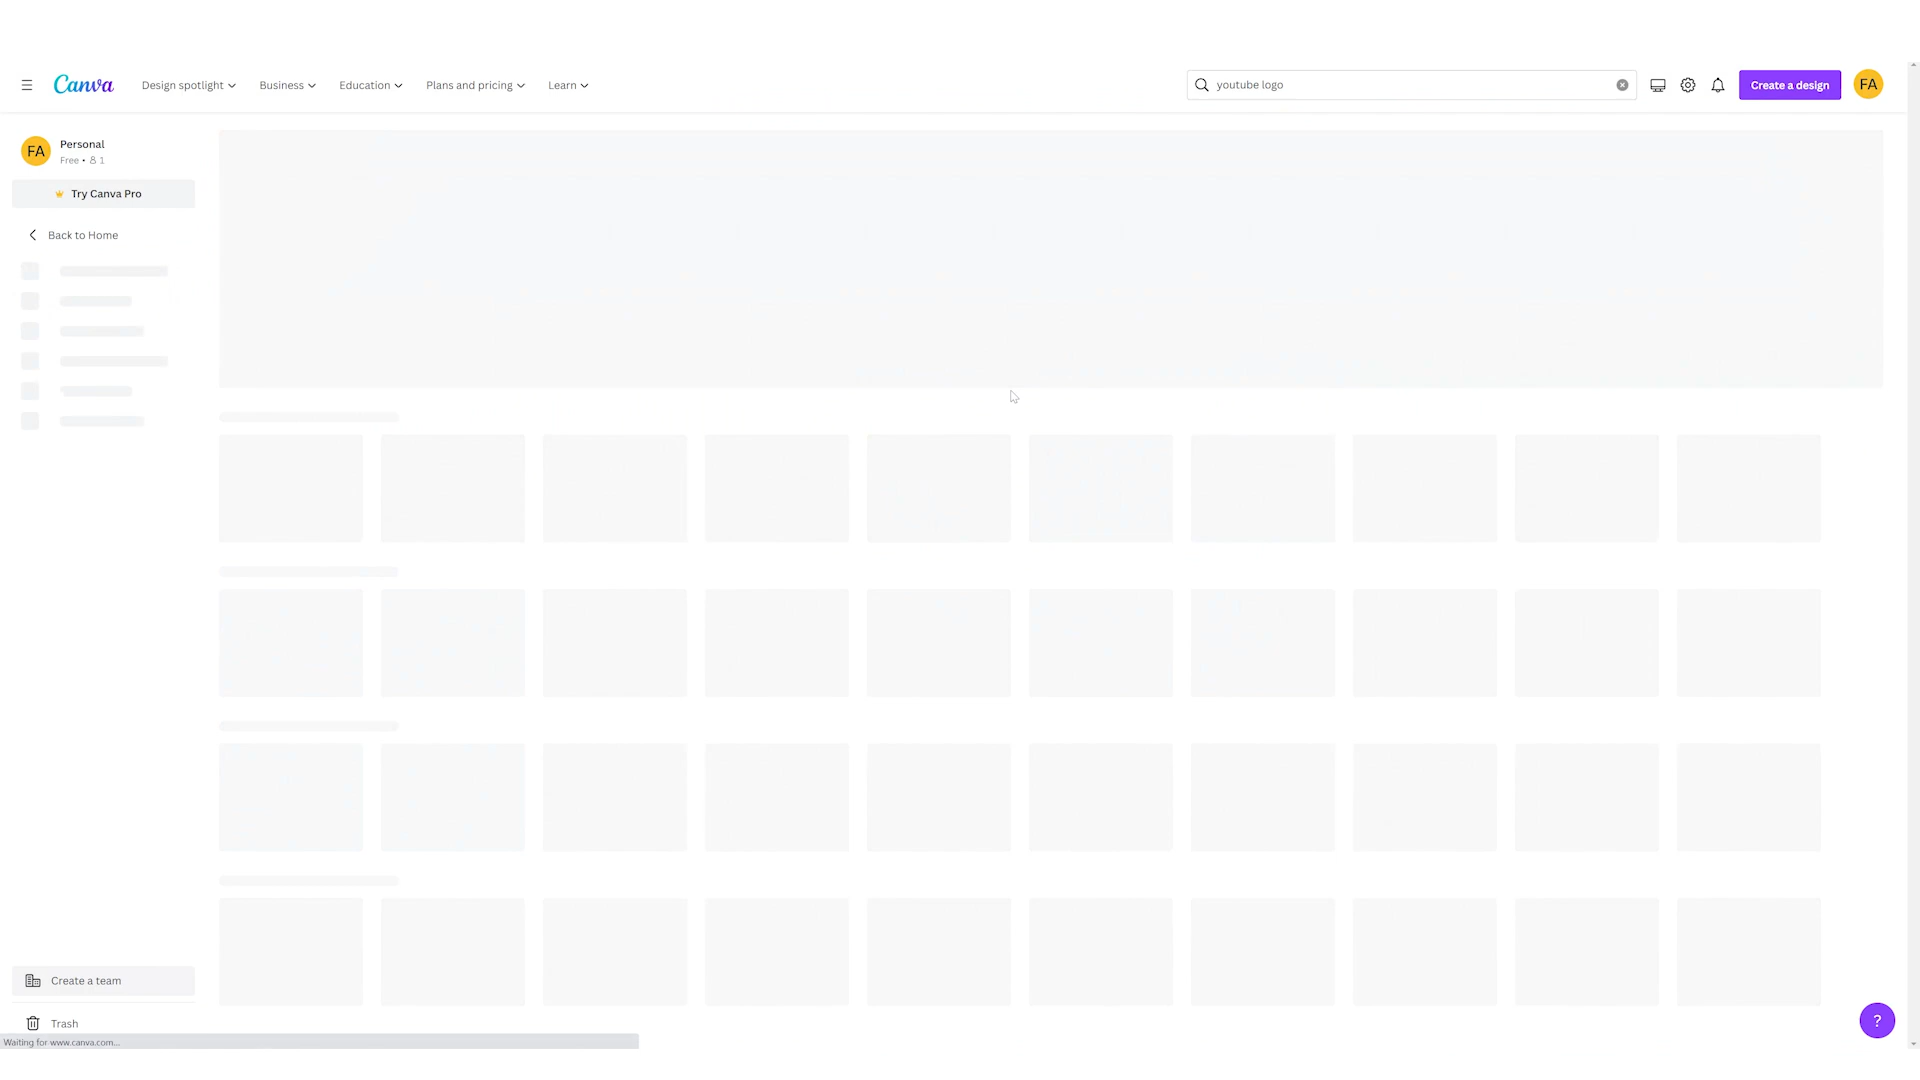 Canva
Design spotlight
Business
Education
Plans and pricing
Learn
youtube logo
Create a design
FA
FA
Personal
Free • 1
Try Canva Pro
Back to Home
Create a team
Trash
Waiting for www.canva.com...
?